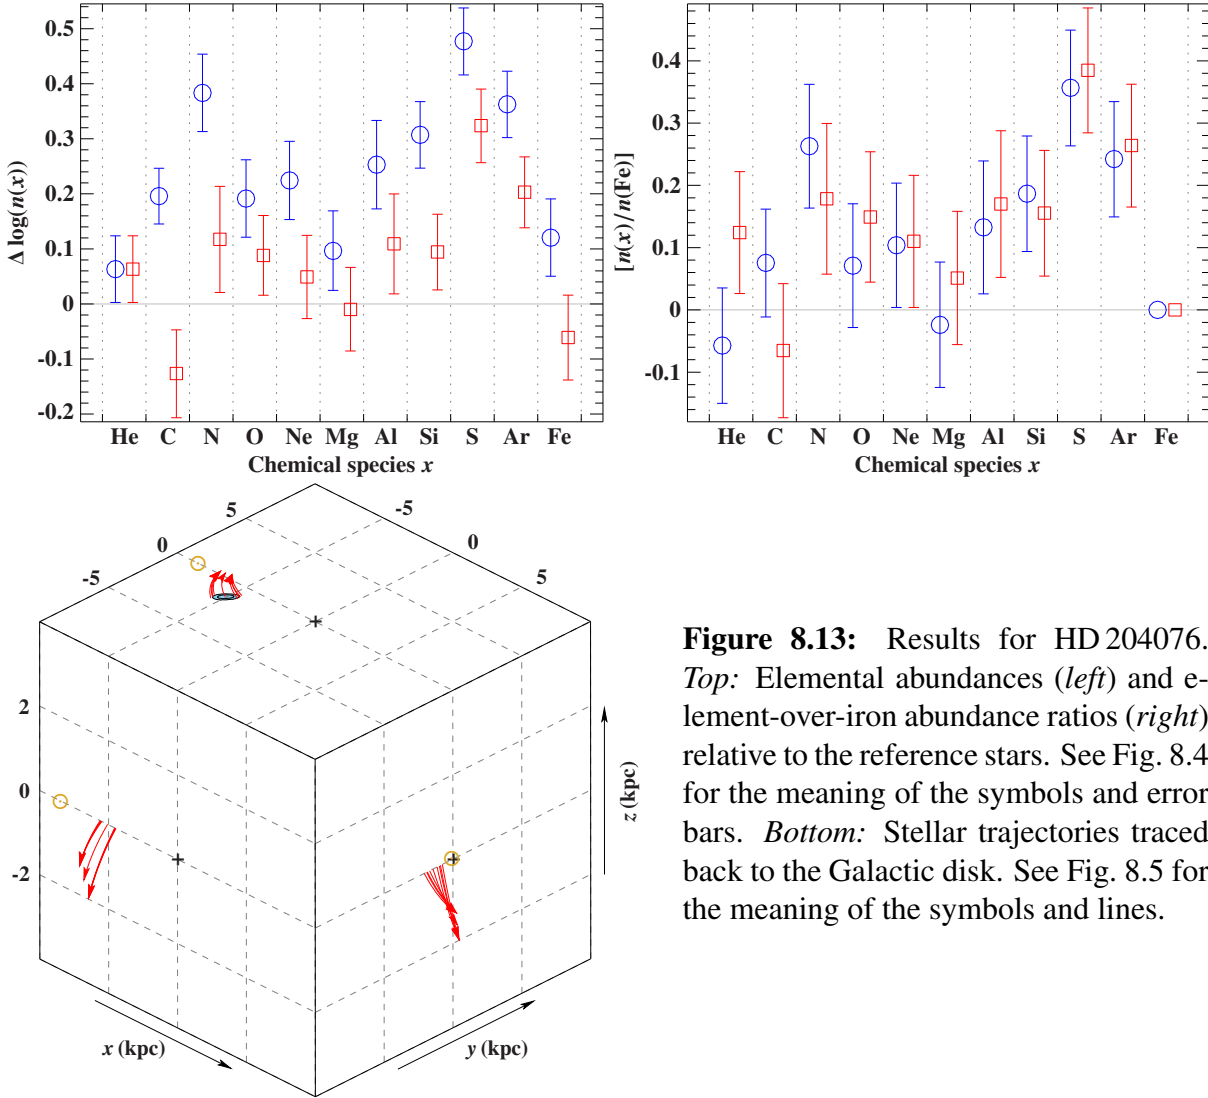 0.5
0.4
0.3
0.2
0.1
0
-0.1
-0.2
Δ log(n(x))
He C N O Ne Mg Al Si S Ar Fe
Chemical species x
0.4
0.3
0.2
0.1
0
-0.1
[n(x)/n(Fe)]
He C N O Ne Mg Al Si S Ar Fe
Chemical species x
5
0
-5
-5
0
5
2
0
-2
z (kpc)
x (kpc)
y (kpc)
Figure 8.13: Results for HD 204076.
Top: Elemental abundances (left) and e-
lement-over-iron abundance ratios (right)
relative to the reference stars. See Fig. 8.4
for the meaning of the symbols and error
bars. Bottom: Stellar trajectories traced
back to the Galactic disk. See Fig. 8.5 for
the meaning of the symbols and lines.